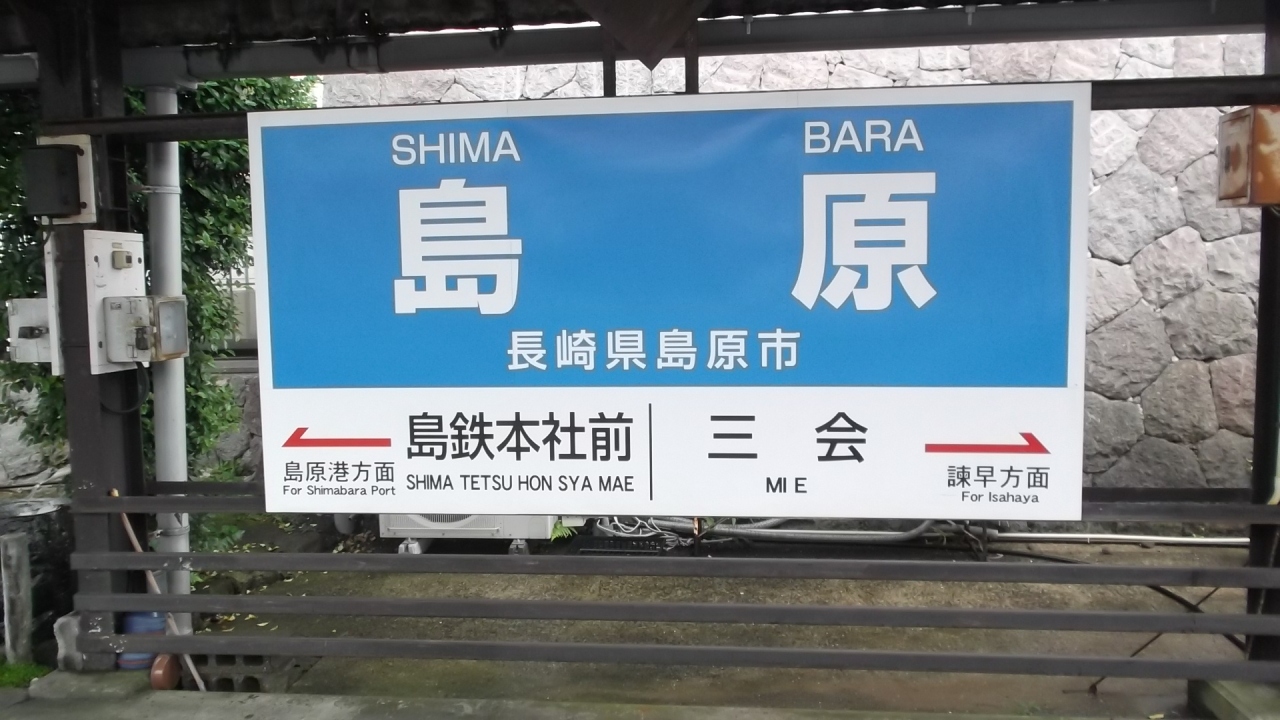 SHIMA BARA
島 原
長崎県島原市
島鉄本社前 三 会
島原港方面 諫早方面
For Shimabara Port SHIMA TETSU HON SYA MAE MI E For Isahaya